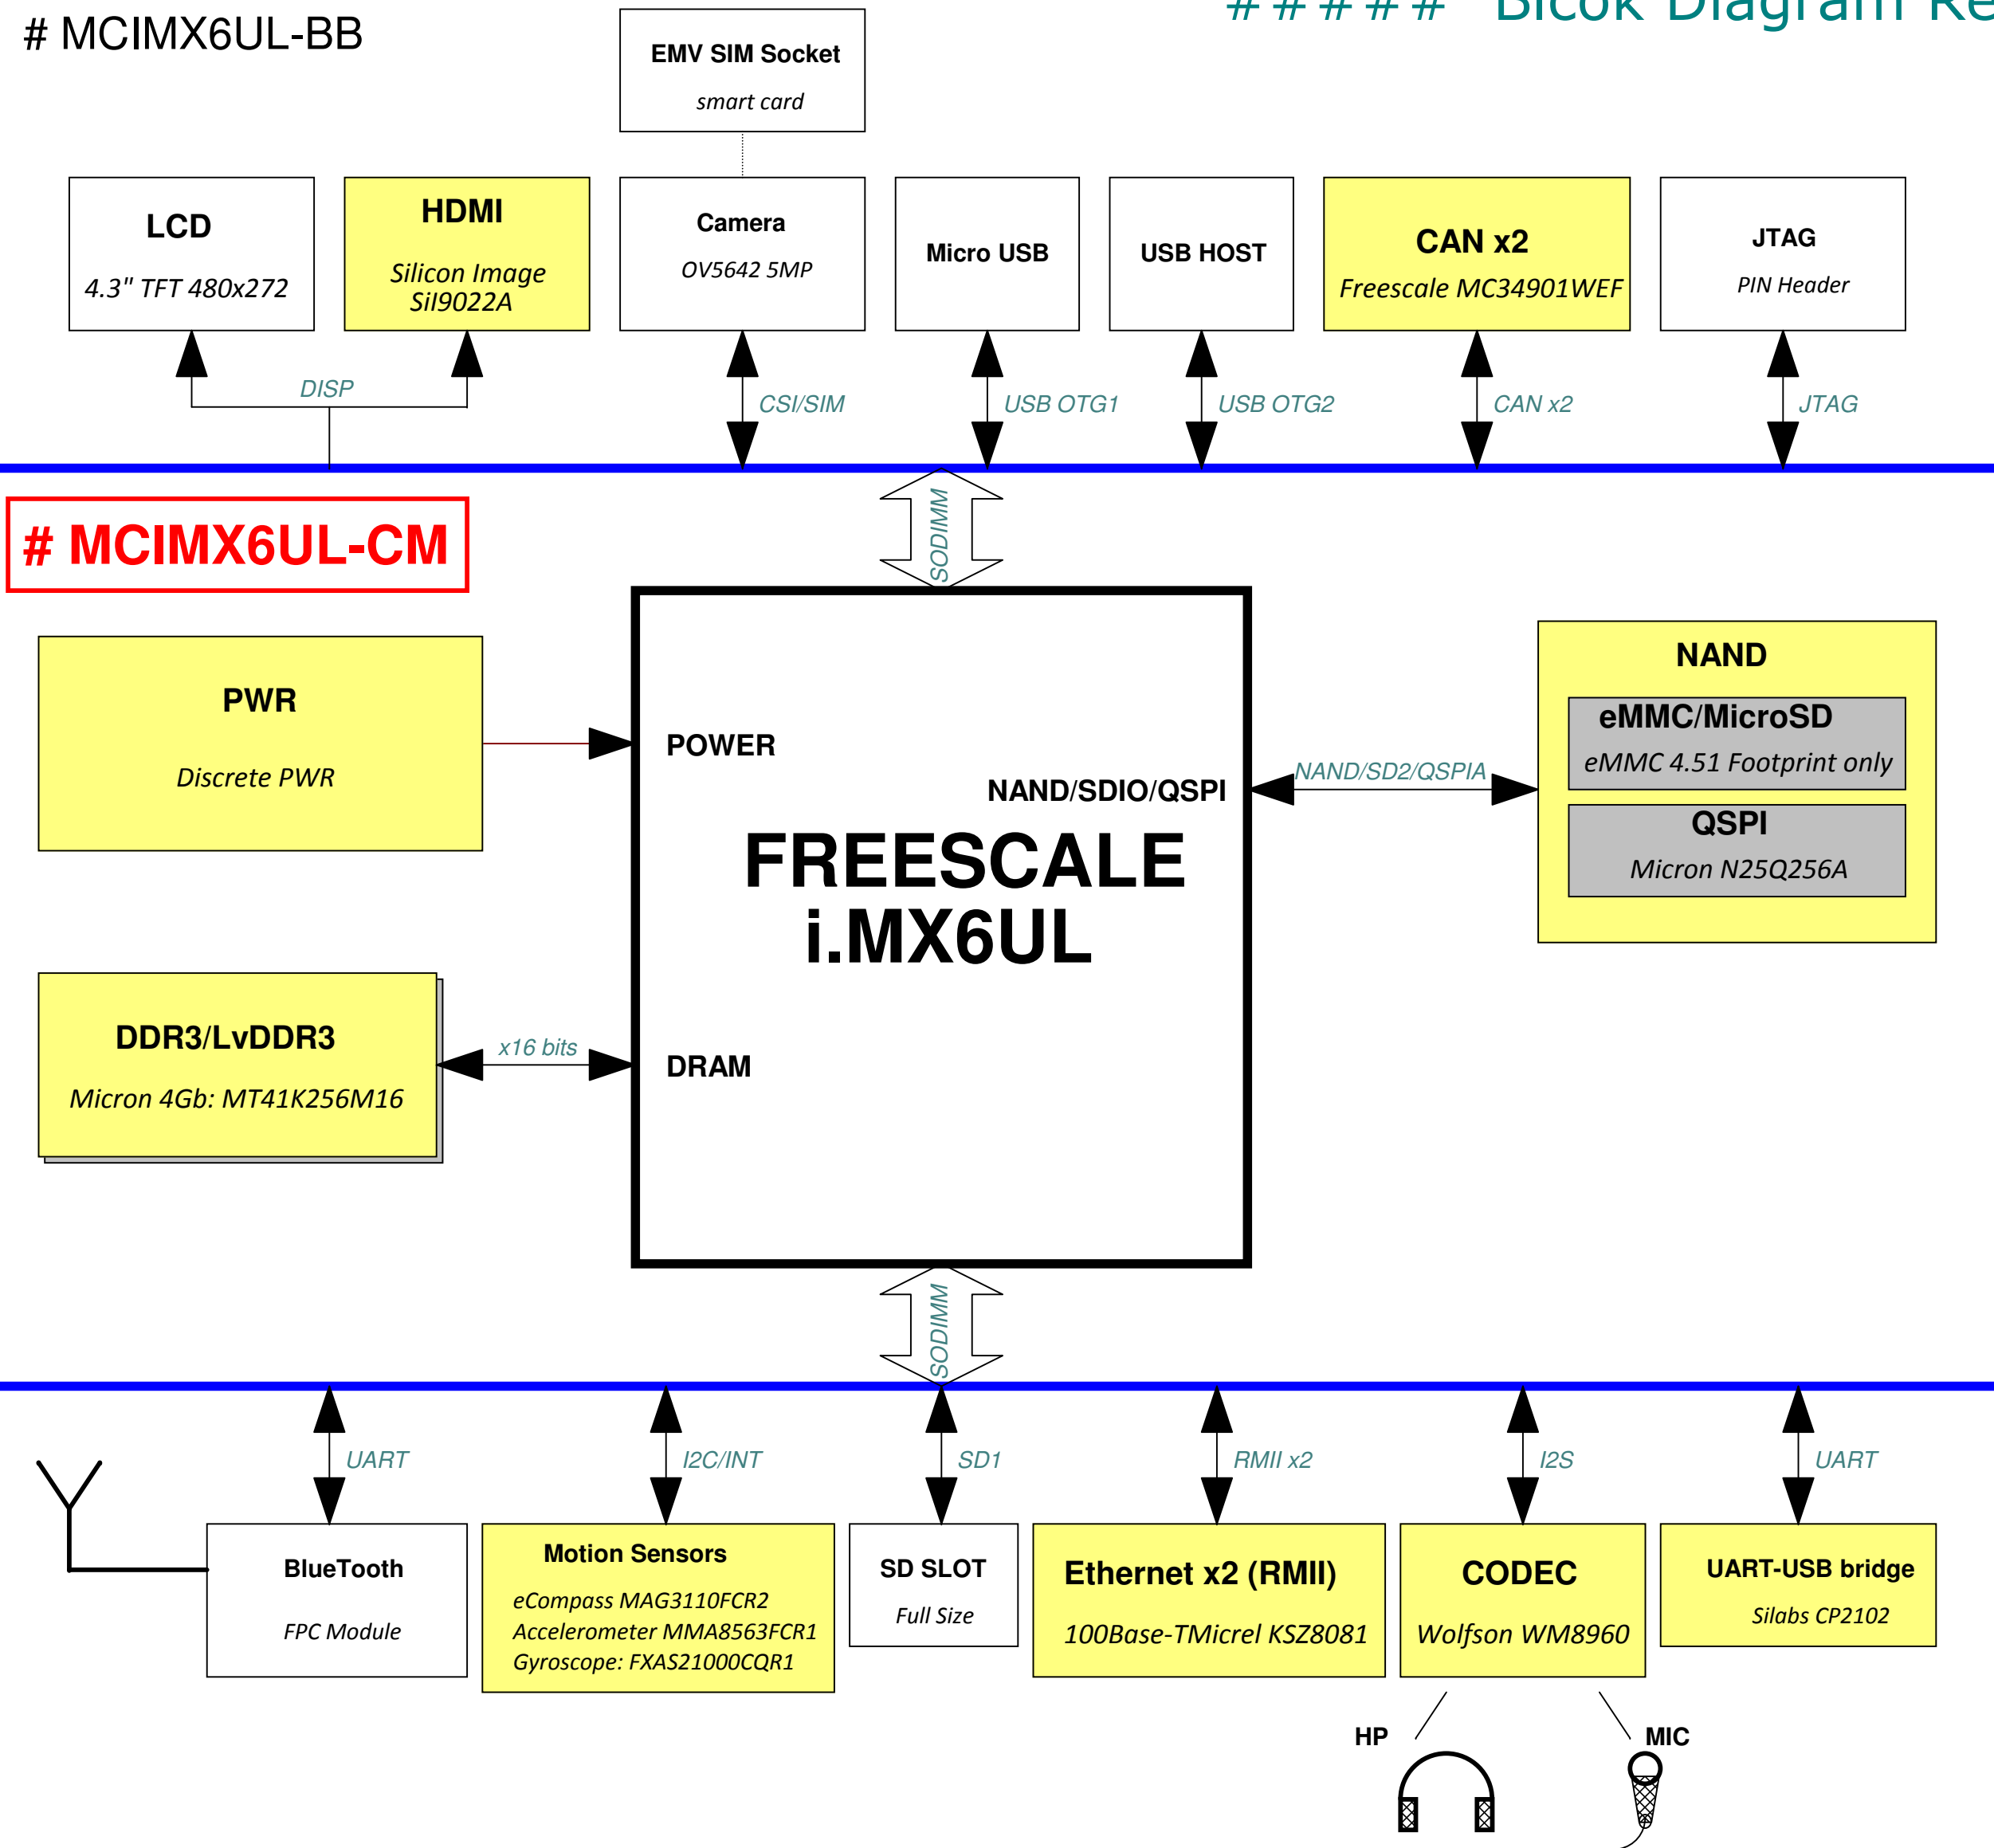 # MCIMX6UL-BB
##### Blcok Diagram Re
EMV SIM Socket
smart card
LCD
4.3" TFT 480x272
HDMI
Silicon Image
SiI9022A
Camera
OV5642 5MP
Micro USB
USB HOST
CAN x2
Freescale MC34901WEF
JTAG
PIN Header
DISP
CSI/SIM
USB OTG1
USB OTG2
CAN x2
JTAG
SODIMM
# MCIMX6UL-CM
PWR
Discrete PWR
POWER
NAND/SDIO/QSPI
NAND/SD2/QSPIA
NAND
eMMC/MicroSD
eMMC 4.51 Footprint only
QSPI
Micron N25Q256A
FREESCALE
i.MX6UL
DDR3/LvDDR3
Micron 4Gb: MT41K256M16
x16 bits
DRAM
SODIMM
UART
I2C/INT
SD1
RMII x2
I2S
UART
BlueTooth
FPC Module
Motion Sensors
eCompass MAG3110FCR2
Accelerometer MMA8563FCR1
Gyroscope: FXAS21000CQR1
SD SLOT
Full Size
Ethernet x2 (RMII)
100Base-TMicrel KSZ8081
CODEC
Wolfson WM8960
UART-USB bridge
Silabs CP2102
HP
MIC